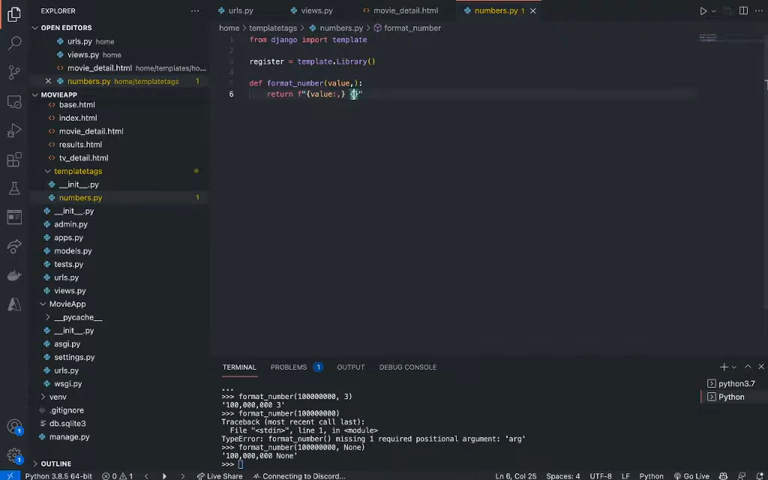 EXPLORER
OPEN EDITORS
urls.py home
views.py home
movie_detail.html home/templates/ho...
numbers.py home/templatetags 1
MOVIEAPP
base.html
index.html
movie_detail.html
results.html
tv_detail.html
templatetags
__init__.py
numbers.py 1
__init__.py
admin.py
apps.py
models.py
tests.py
urls.py
views.py
MovieApp
__pycache__
__init__.py
asgi.py
settings.py
urls.py
wsgi.py
venv
.gitignore
db.sqlite3
manage.py
OUTLINE
urls.py views.py movie_detail.html numbers.py 1
home > templatetags > numbers.py > format_number
1 from django import template
2
3 register = template.Library()
4
5 def format_number(value,):
6 return f"{value:,} {}"
TERMINAL PROBLEMS 1 OUTPUT DEBUG CONSOLE
...
>>> format_number(100000000, 3)
'100,000,000 3'
>>> format_number(100000000)
Traceback (most recent call last):
File "<stdin>", line 1, in <module>
TypeError: format_number() missing 1 required positional argument: 'arg'
>>> format_number(100000000, None)
'100,000,000 None'
>>>
python3.7
Python
Python 3.8.5 64-bit 0 1 Live Share Connecting to Discord... Ln 6, Col 25 Spaces: 4 UTF-8 LF Python Go Live